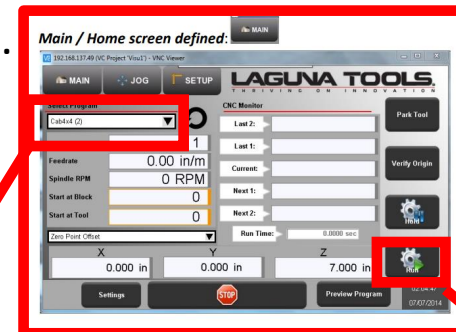 Main / Home screen defined: MAIN
192.168.137.49 (VC Project 'Visu1') - VNC Viewer
MAIN
JOG
SETUP
LAGUNA TOOLS
THRIVING ON INNOVATION
Select Program
Cab4x4 (2)
1
Feedrate 0.00 in/m
Spindle RPM 0 RPM
Start at Block 0
Start at Tool 0
Zero Point Offset
CNC Monitor
Last 2:
Last 1:
Current:
Next 1:
Next 2:
Run Time: 0.0000 sec
Park Tool
Verify Origin
RUN
X Y Z
0.000 in 0.000 in 7.000 in
Settings
STOP
Preview Program
07/07/2014